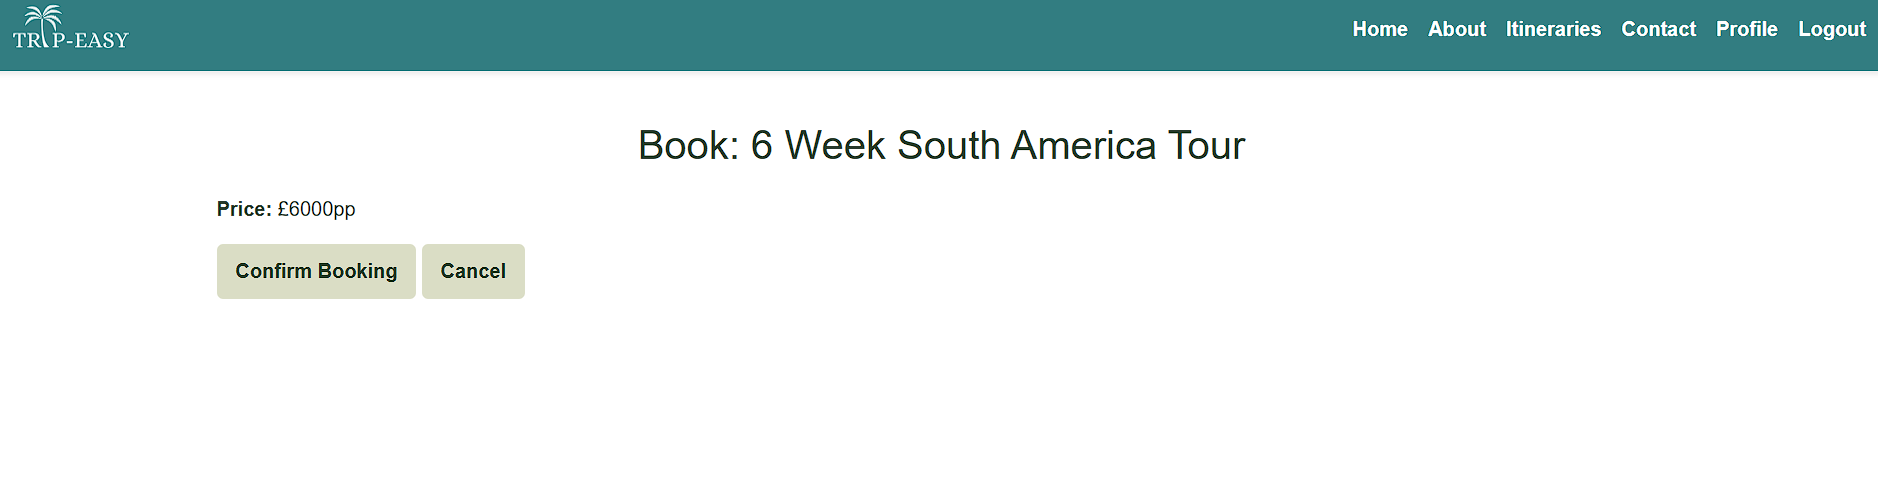 TRIP-EASY
Home About Itineraries Contact Profile Logout
Book: 6 Week South America Tour
Price: £6000pp
Confirm Booking Cancel